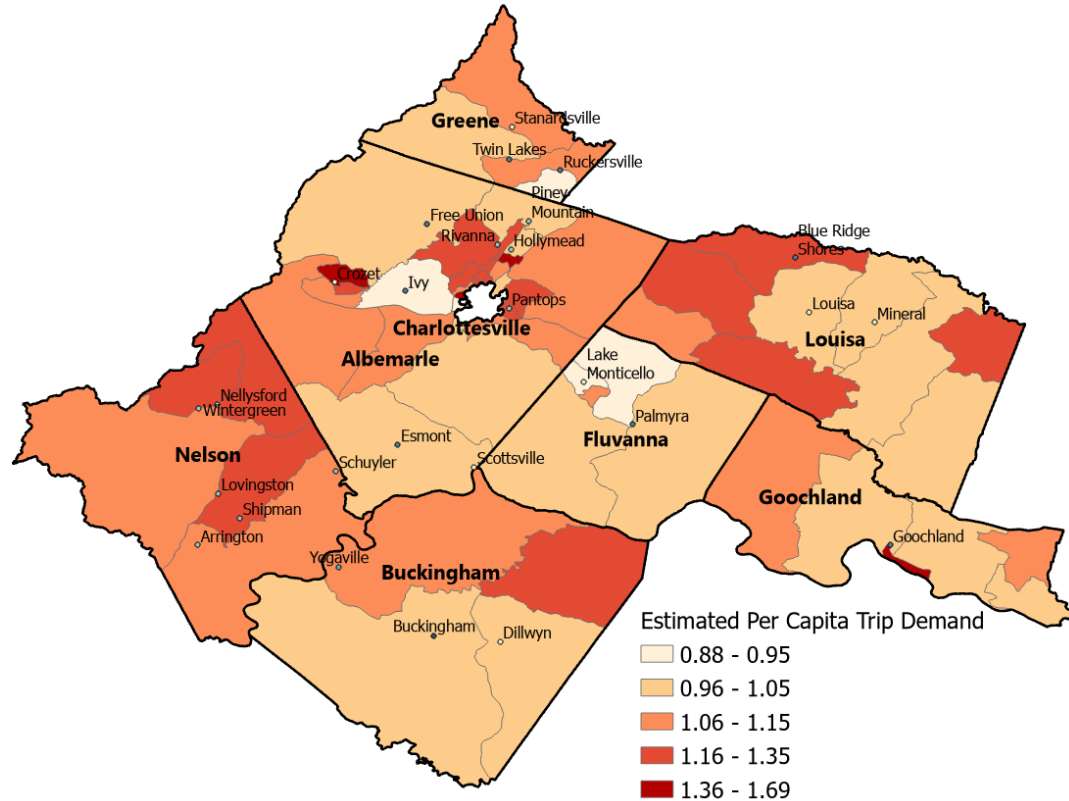 Stanardsville
Greene
Twin Lakes
Ruckersville
Piney
Mountain
Free Union
Rivanna
Hollymead
Blue Ridge
Shores
Crozet
Ivy
Pantops
Louisa
Mineral
Charlottesville
Louisa
Albemarle
Lake
Monticello
Nellysford
Wintergreen
Palmyra
Esmont
Fluvanna
Nelson
Scottsville
Schuyler
Lovingston
Goochland
Shipman
Arrington
Goochland
Yogaville
Buckingham
Buckingham
Dillwyn
Estimated Per Capita Trip Demand
0.88 - 0.95
0.96 - 1.05
1.06 - 1.15
1.16 - 1.35
1.36 - 1.69